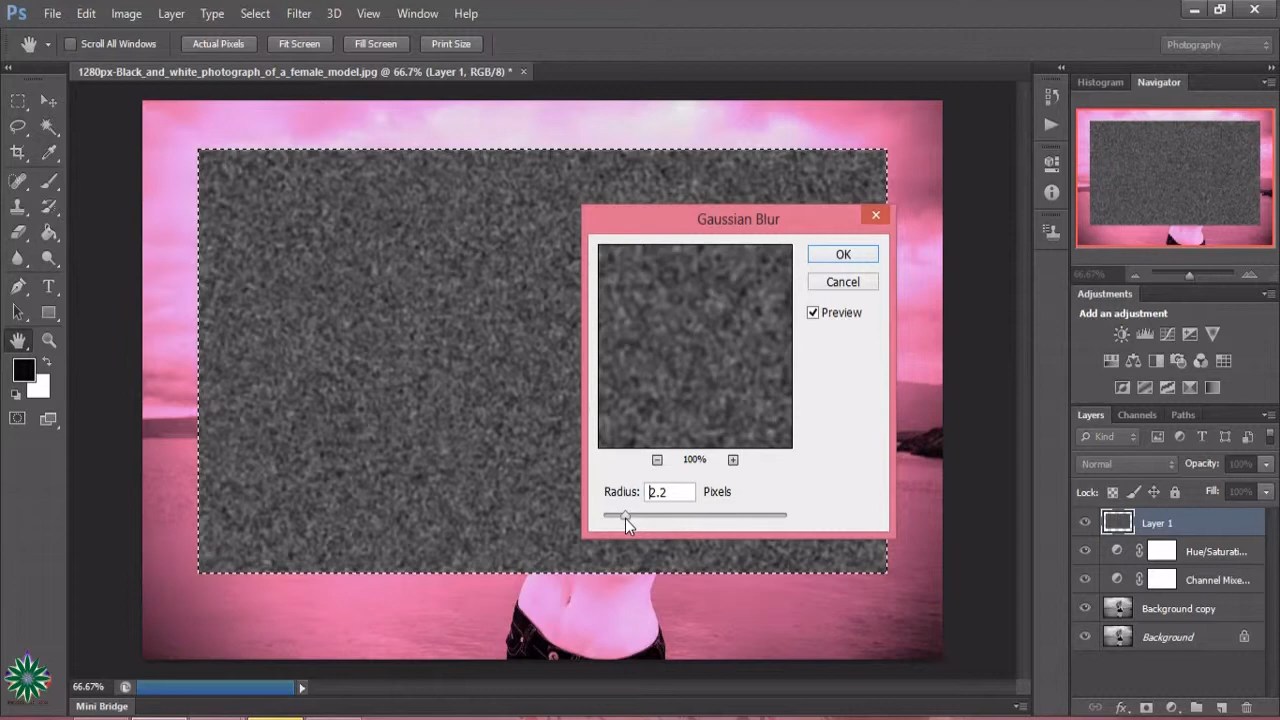 Ps File Edit Image Layer Type Select Filter 3D View Window Help
Scroll All Windows Actual Pixels Fit Screen Fill Screen Print Size Photography
1280px-Black_and_white_photograph_of_a_female_model.jpg @ 66.7% (Layer 1, RGB/8) *
Histogram Navigator
Gaussian Blur
OK
Cancel
Preview
100%
Radius: 2.2 Pixels
66.67%
Adjustments
Add an adjustment
Layers Channels Paths
Kind
Normal Opacity: 100%
Lock: Fill: 100%
Layer 1
Hue/Saturati...
Channel Mixe...
Background copy
Background
66.67%
Mini Bridge